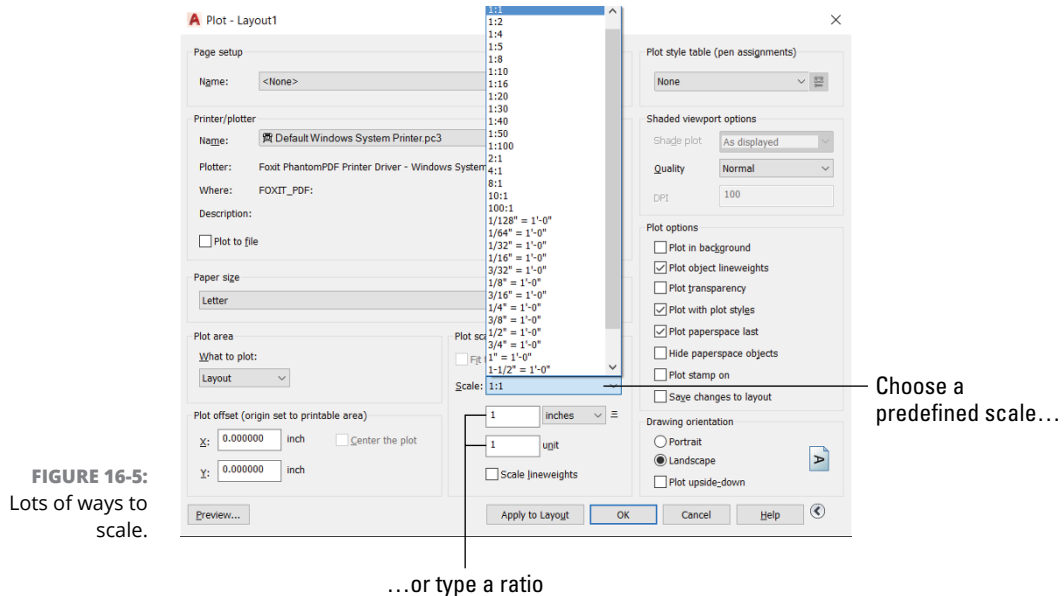 Plot - Layout1
Page setup
Name: <None>
Printer/plotter
Name: Default Windows System Printer.pc3
Plotter: Foxit PhantomPDF Printer Driver - Windows System
Where: FOXIT_PDF:
Description:
Plot to file
Paper size
Letter
Plot area
What to plot:
Layout
Plot offset (origin set to printable area)
X: 0.000000 inch
Center the plot
Y: 0.000000 inch
Preview...
1:1
1:2
1:4
1:5
1:8
1:10
1:16
1:20
1:30
1:40
1:50
1:100
2:1
4:1
8:1
10:1
100:1
1/128" = 1'-0"
1/64" = 1'-0"
1/32" = 1'-0"
1/16" = 1'-0"
3/32" = 1'-0"
1/8" = 1'-0"
3/16" = 1'-0"
1/4" = 1'-0"
3/8" = 1'-0"
1/2" = 1'-0"
3/4" = 1'-0"
1" = 1'-0"
1-1/2" = 1'-0"
Scale: 1:1
1 inches =
1 unit
Scale lineweights
Plot style table (pen assignments)
None
Shaded viewport options
Shade plot As displayed
Quality Normal
DPI 100
Plot options
Plot in background
Plot object lineweights
Plot transparency
Plot with plot styles
Plot paperspace last
Hide paperspace objects
Plot stamp on
Save changes to layout
Drawing orientation
Portrait
Landscape
Plot upside-down
A
Apply to Layout
OK
Cancel
Help
Choose a
predefined scale…
…or type a ratio
FIGURE 16-5:
Lots of ways to
scale.